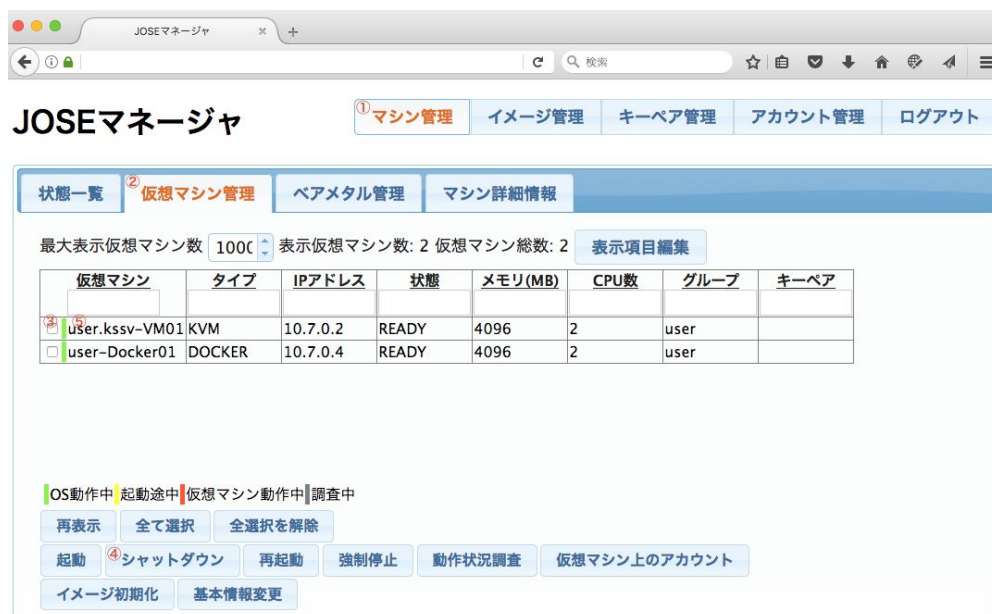 JOSEマネージャ
検索
JOSEマネージャ ①マシン管理 イメージ管理 キーペア管理 アカウント管理 ログアウト
状態一覧 ②仮想マシン管理 ベアメタル管理 マシン詳細情報
最大表示仮想マシン数 1000 表示仮想マシン数: 2 仮想マシン総数: 2 表示項目編集
仮想マシン タイプ IPアドレス 状態 メモリ(MB) CPU数 グループ キーペア
③ ⑤ user.kssv-VM01 KVM 10.7.0.2 READY 4096 2 user
user-Docker01 DOCKER 10.7.0.4 READY 4096 2 user
OS動作中 起動途中 仮想マシン動作中 調査中
再表示 全て選択 全選択を解除
起動 ④シャットダウン 再起動 強制停止 動作状況調査 仮想マシン上のアカウント
イメージ初期化 基本情報変更